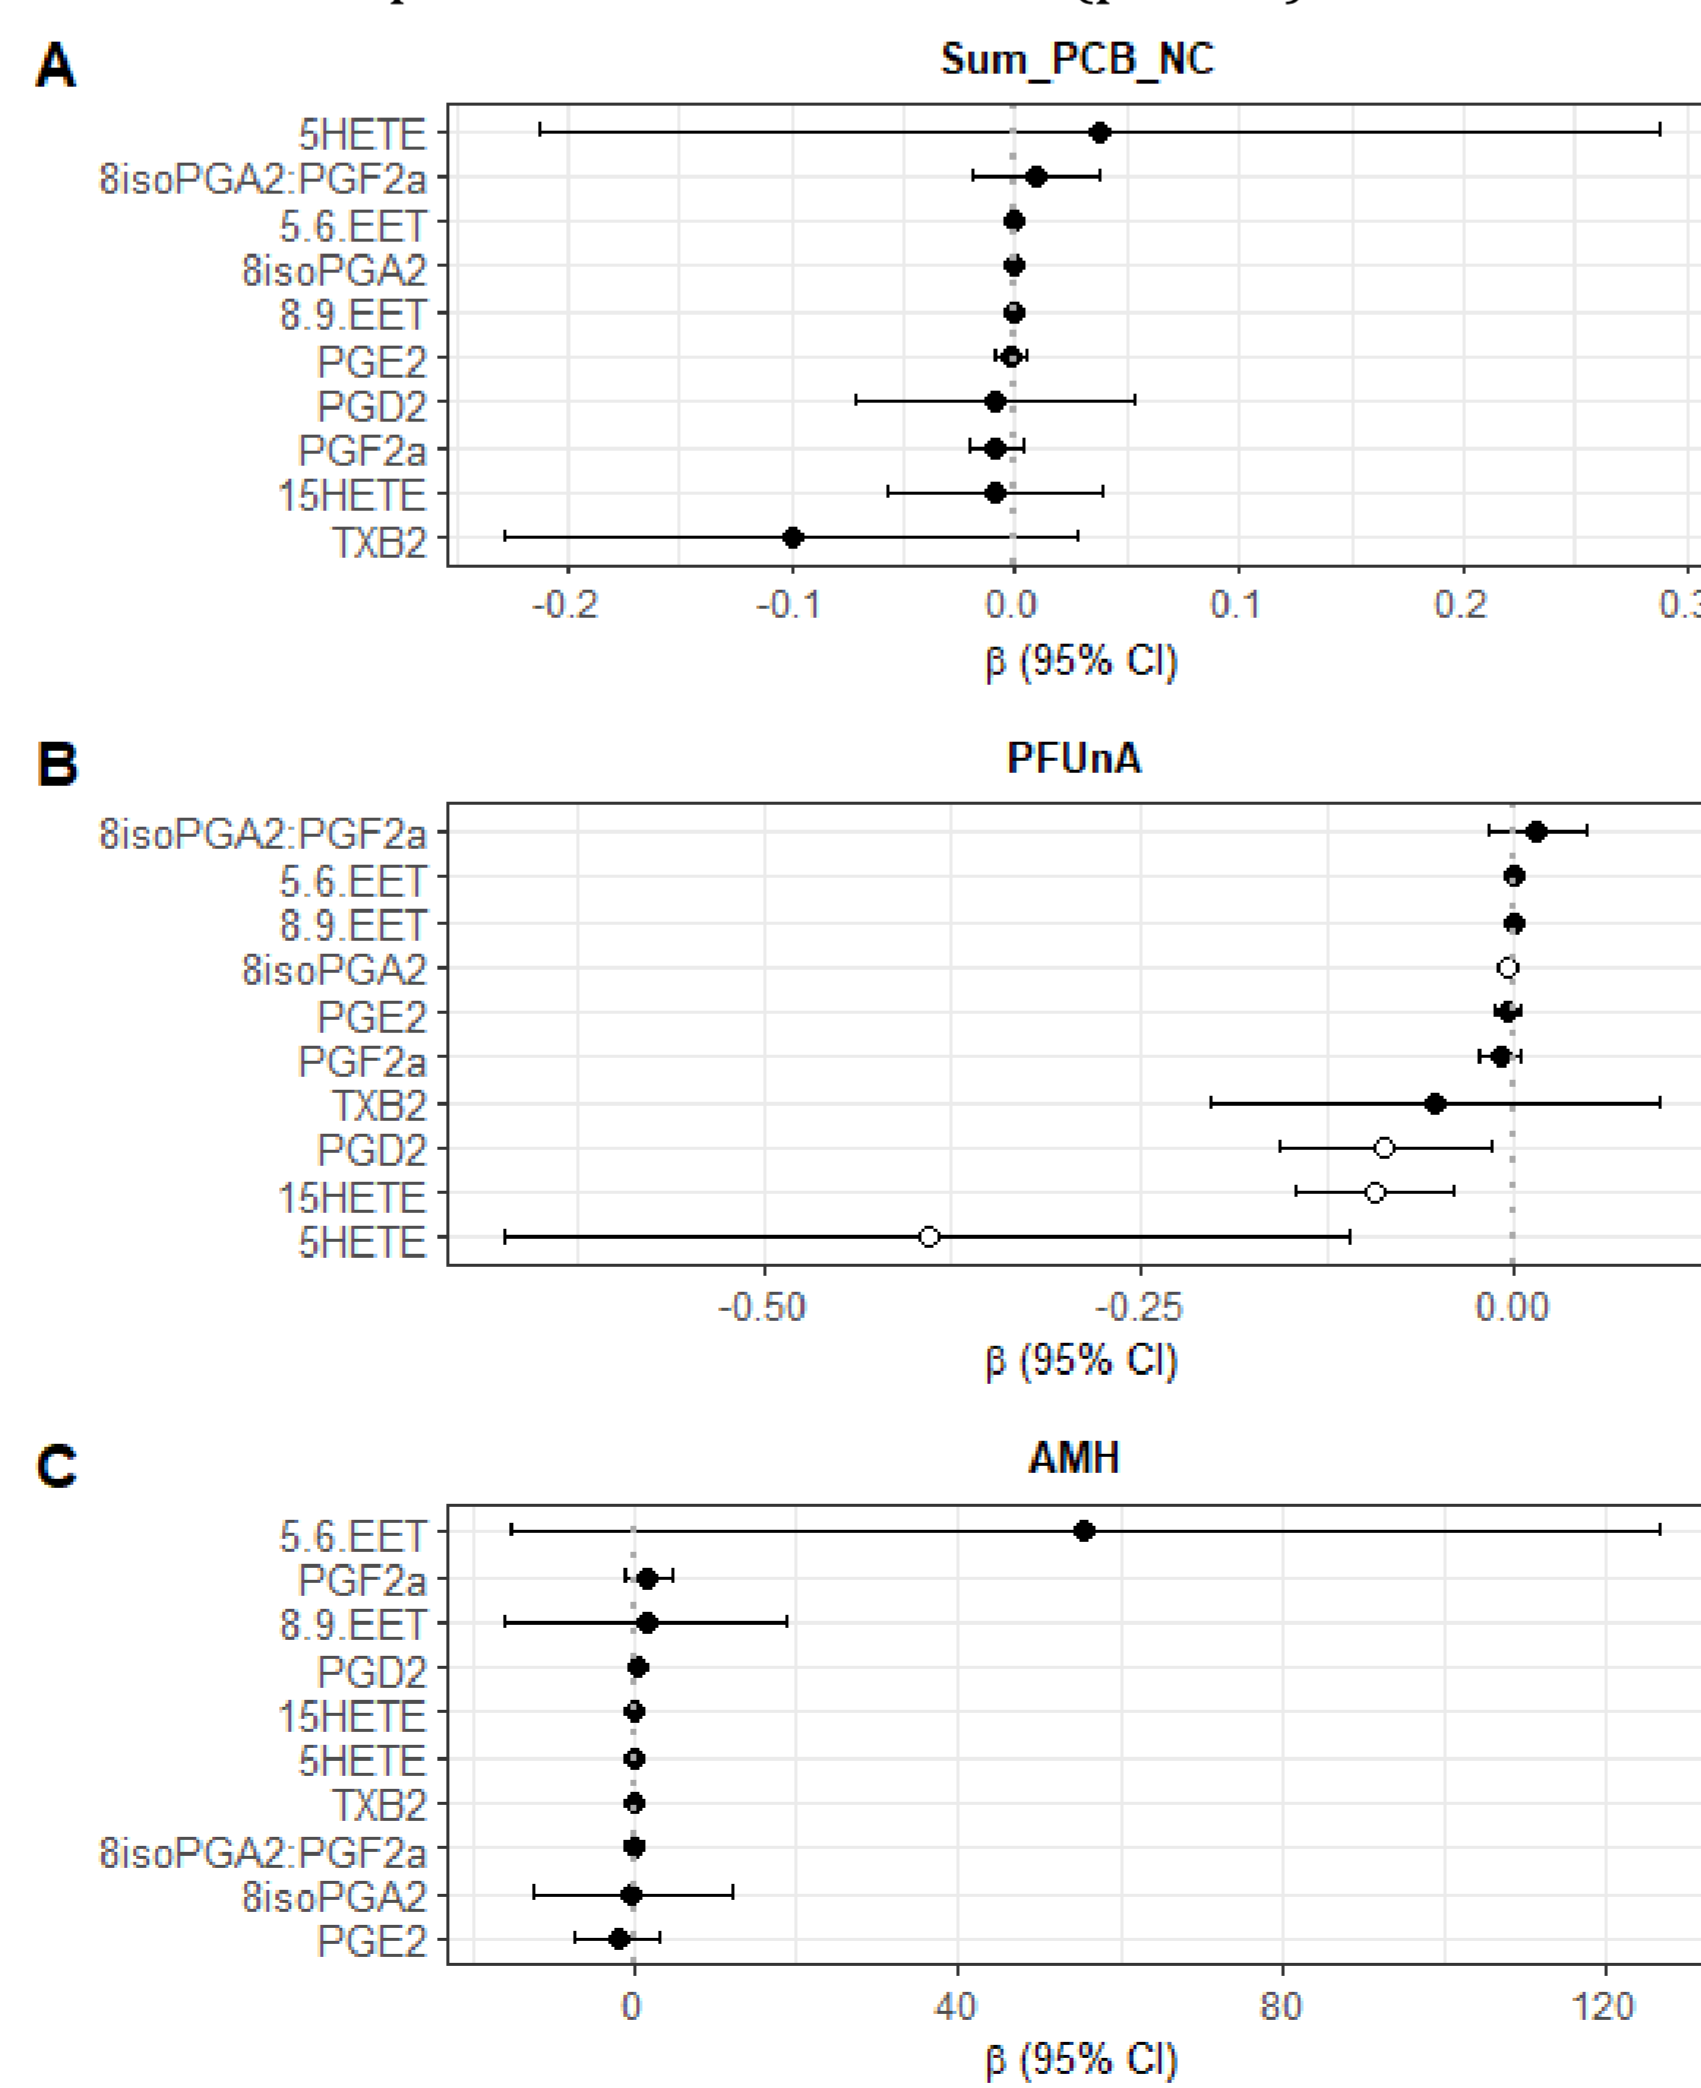 A
Sum_PCB_NC
5HETE
8isoPGA2:PGF2a
5.6.EET
8isoPGA2
8.9.EET
PGE2
PGD2
PGF2a
15HETE
TXB2
-0.2 -0.1 0.0 0.1 0.2
β (95% CI)
B
PFUnA
8isoPGA2:PGF2a
5.6.EET
8.9.EET
8isoPGA2
PGE2
PGF2a
TXB2
PGD2
15HETE
5HETE
-0.50 -0.25 0.00
β (95% CI)
C
AMH
5.6.EET
PGF2a
8.9.EET
PGD2
15HETE
5HETE
TXB2
8isoPGA2:PGF2a
8isoPGA2
PGE2
0 40 80 120
β (95% CI)